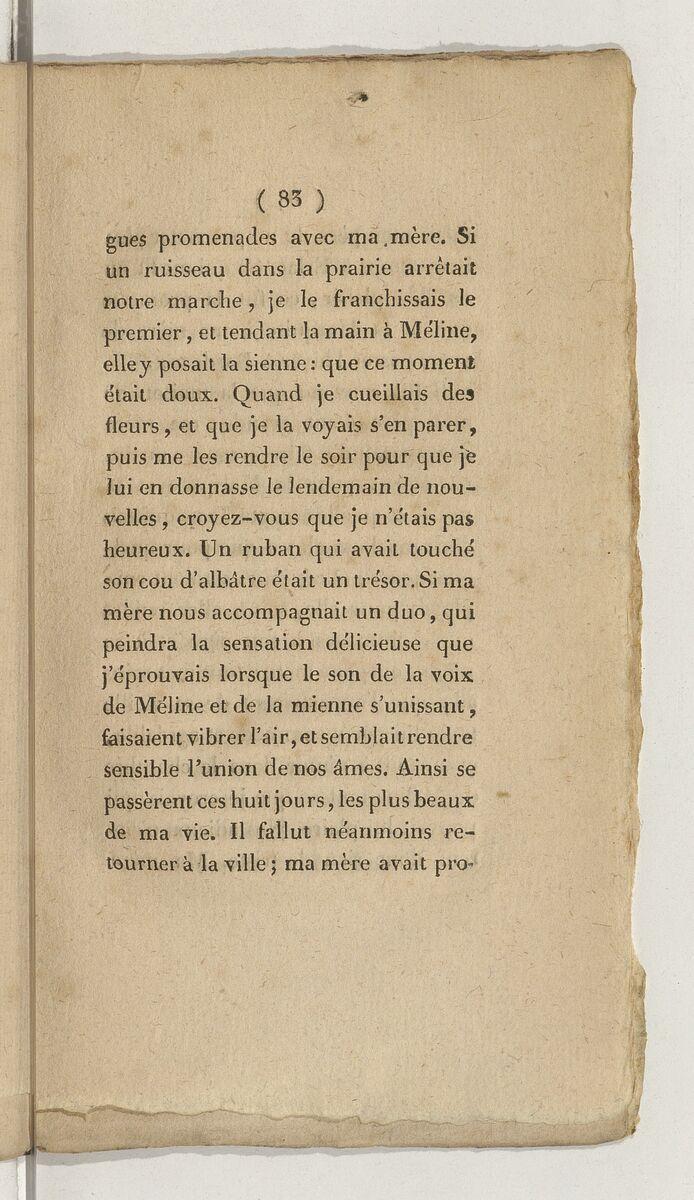 ( 83 )
gues promenades avec ma mère. Si
un ruisseau dans la prairie arrêtait
notre marche, je le franchissais le
premier, et tendant la main à Méline,
elle y posait la sienne : que ce moment
était doux. Quand je cueillais des
fleurs, et que je la voyais s'en parer,
puis me les rendre le soir pour que je
lui en donnasse le lendemain de nou-
velles, croyez-vous que je n'étais pas
heureux. Un ruban qui avait touché
son cou d'albâtre était un trésor. Si ma
mère nous accompagnait un duo, qui
peindra la sensation délicieuse que
j'éprouvais lorsque le son de la voix
de Méline et de la mienne s'unissant,
faisaient vibrer l'air, et semblait rendre
sensible l'union de nos âmes. Ainsi se
passèrent ces huit jours, les plus beaux
de ma vie. Il fallut néanmoins re-
tourner à la ville ; ma mère avait pro-